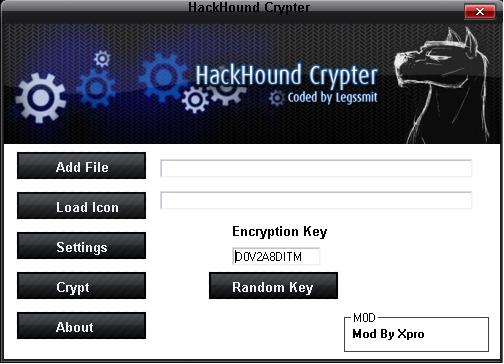 HackHound Crypter
HackHound Crypter
Coded by Legssmit
Add File
Load Icon
Encryption Key
Settings
D0V2A8DITM
Crypt
Random Key
About
MOD
Mod By Xpro